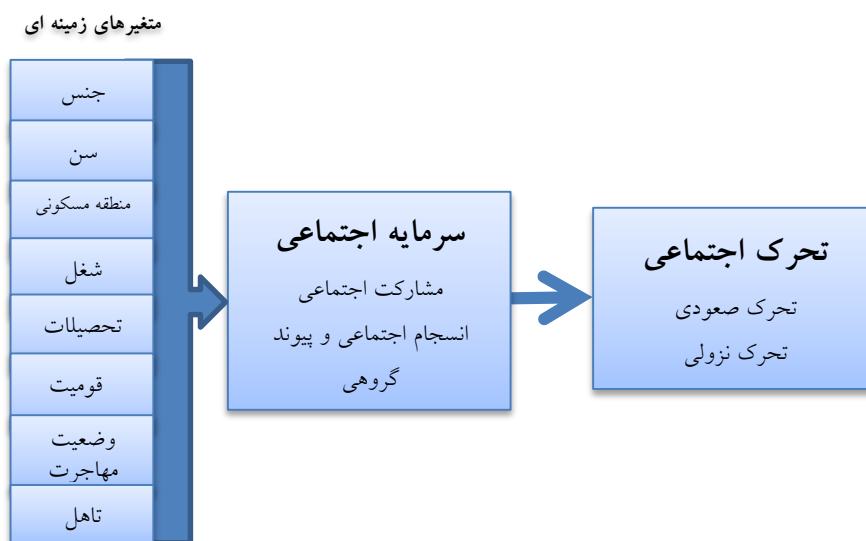 متغیرهای زمینه ای
جنس
سن
منطقه مسکونی
شغل
تحصیلات
قومیت
وضعیت
مهاجرت
تاهل
سرمایه اجتماعی
مشارکت اجتماعی
انسجام اجتماعی و پیوند
گروهی
تحرک اجتماعی
تحرک صعودی
تحرک نزولی